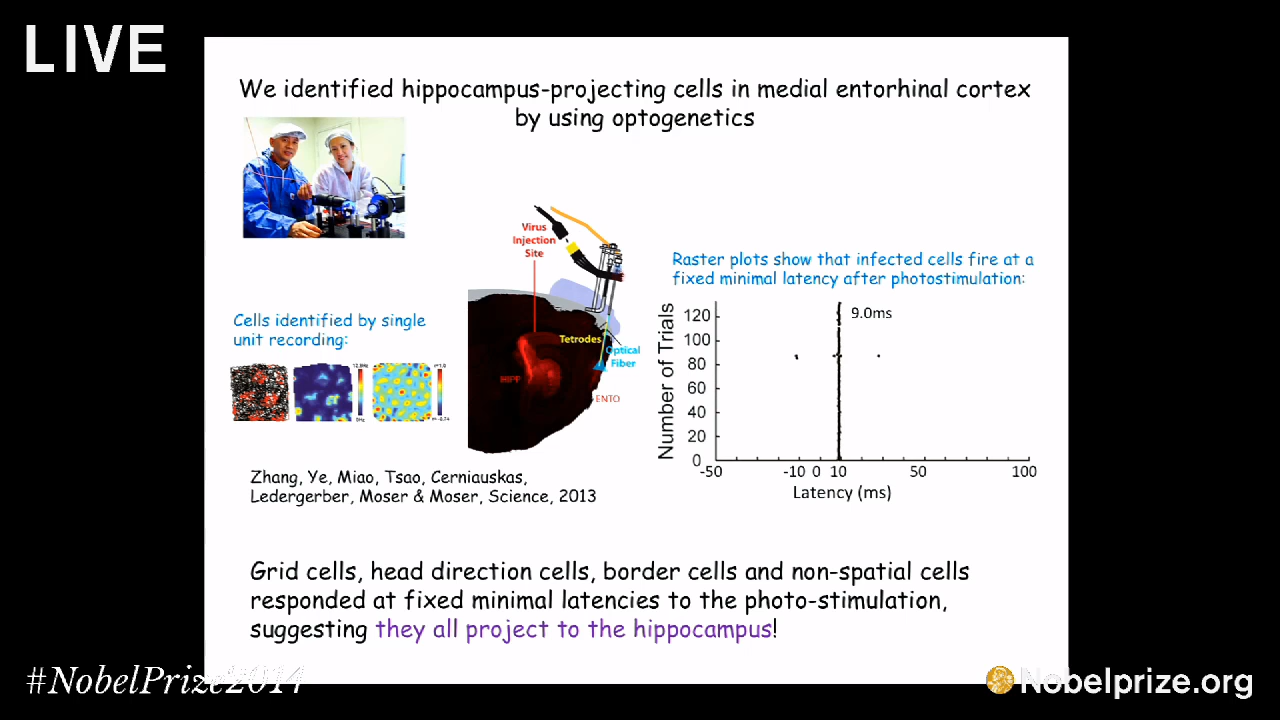 LIVE
We identified hippocampus-projecting cells in medial entorhinal cortex
by using optogenetics
Virus
Injection
Site
Raster plots show that infected cells fire at a
fixed minimal latency after photostimulation:
Cells identified by single
unit recording:
Tetrodes
Optical
Fiber
HIPP
ENTO
Number of Trials
120
100
80
60
40
20
0
9.0ms
-50 -10 0 10 50 100
Latency (ms)
Zhang, Ye, Miao, Tsao, Cerniauskas,
Ledergerber, Moser & Moser, Science, 2013
Grid cells, head direction cells, border cells and non-spatial cells
responded at fixed minimal latencies to the photo-stimulation,
suggesting they all project to the hippocampus!
#NobelPrize2014
Nobelprize.org